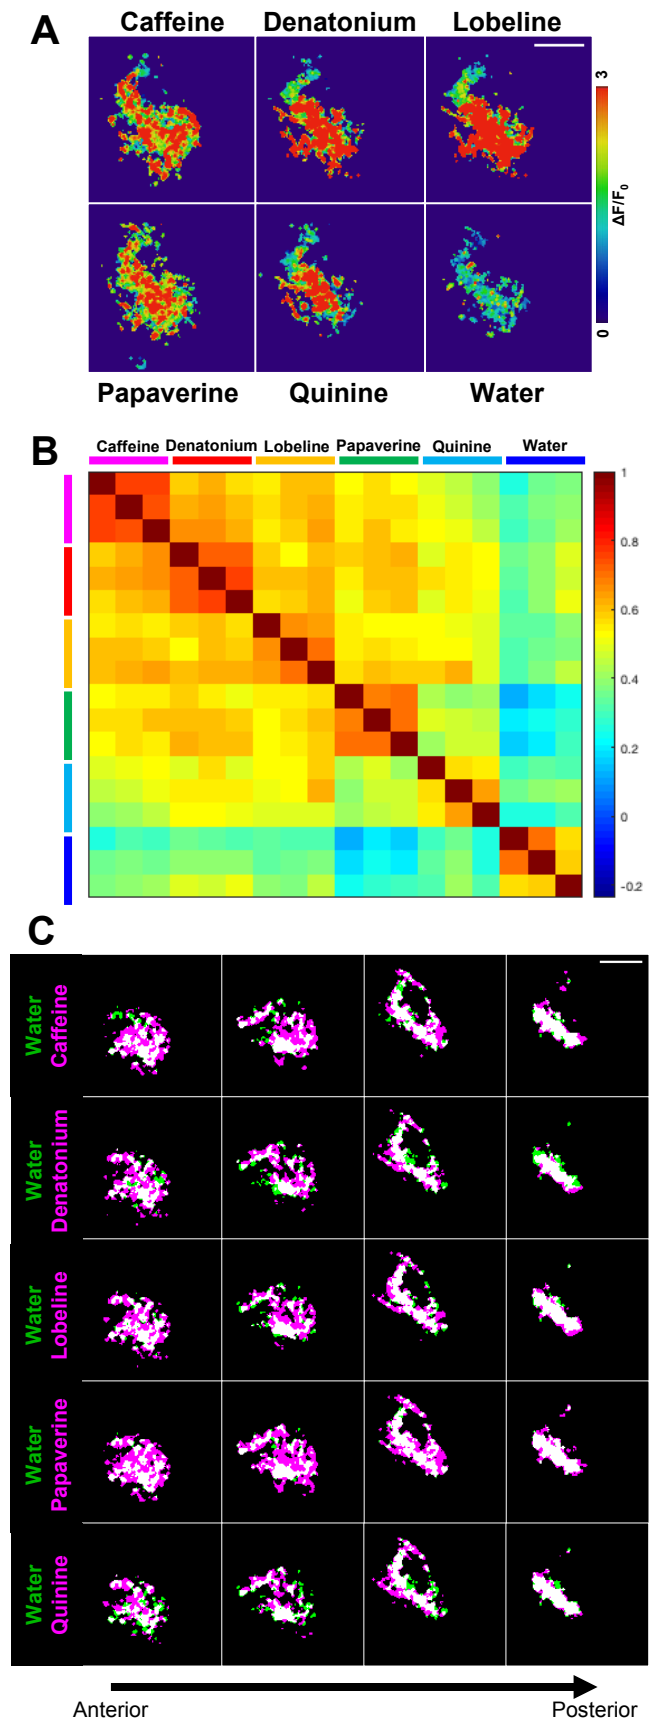 A
Caffeine Denatonium Lobeline
3
ΔF/F0
0
Papaverine Quinine Water
B
Caffeine Denatonium Lobeline Papaverine Quinine Water
1
0.8
0.6
0.4
0.2
0
-0.2
C
Water
Caffeine
Water
Denatonium
Water
Lobeline
Water
Papaverine
Water
Quinine
Anterior Posterior